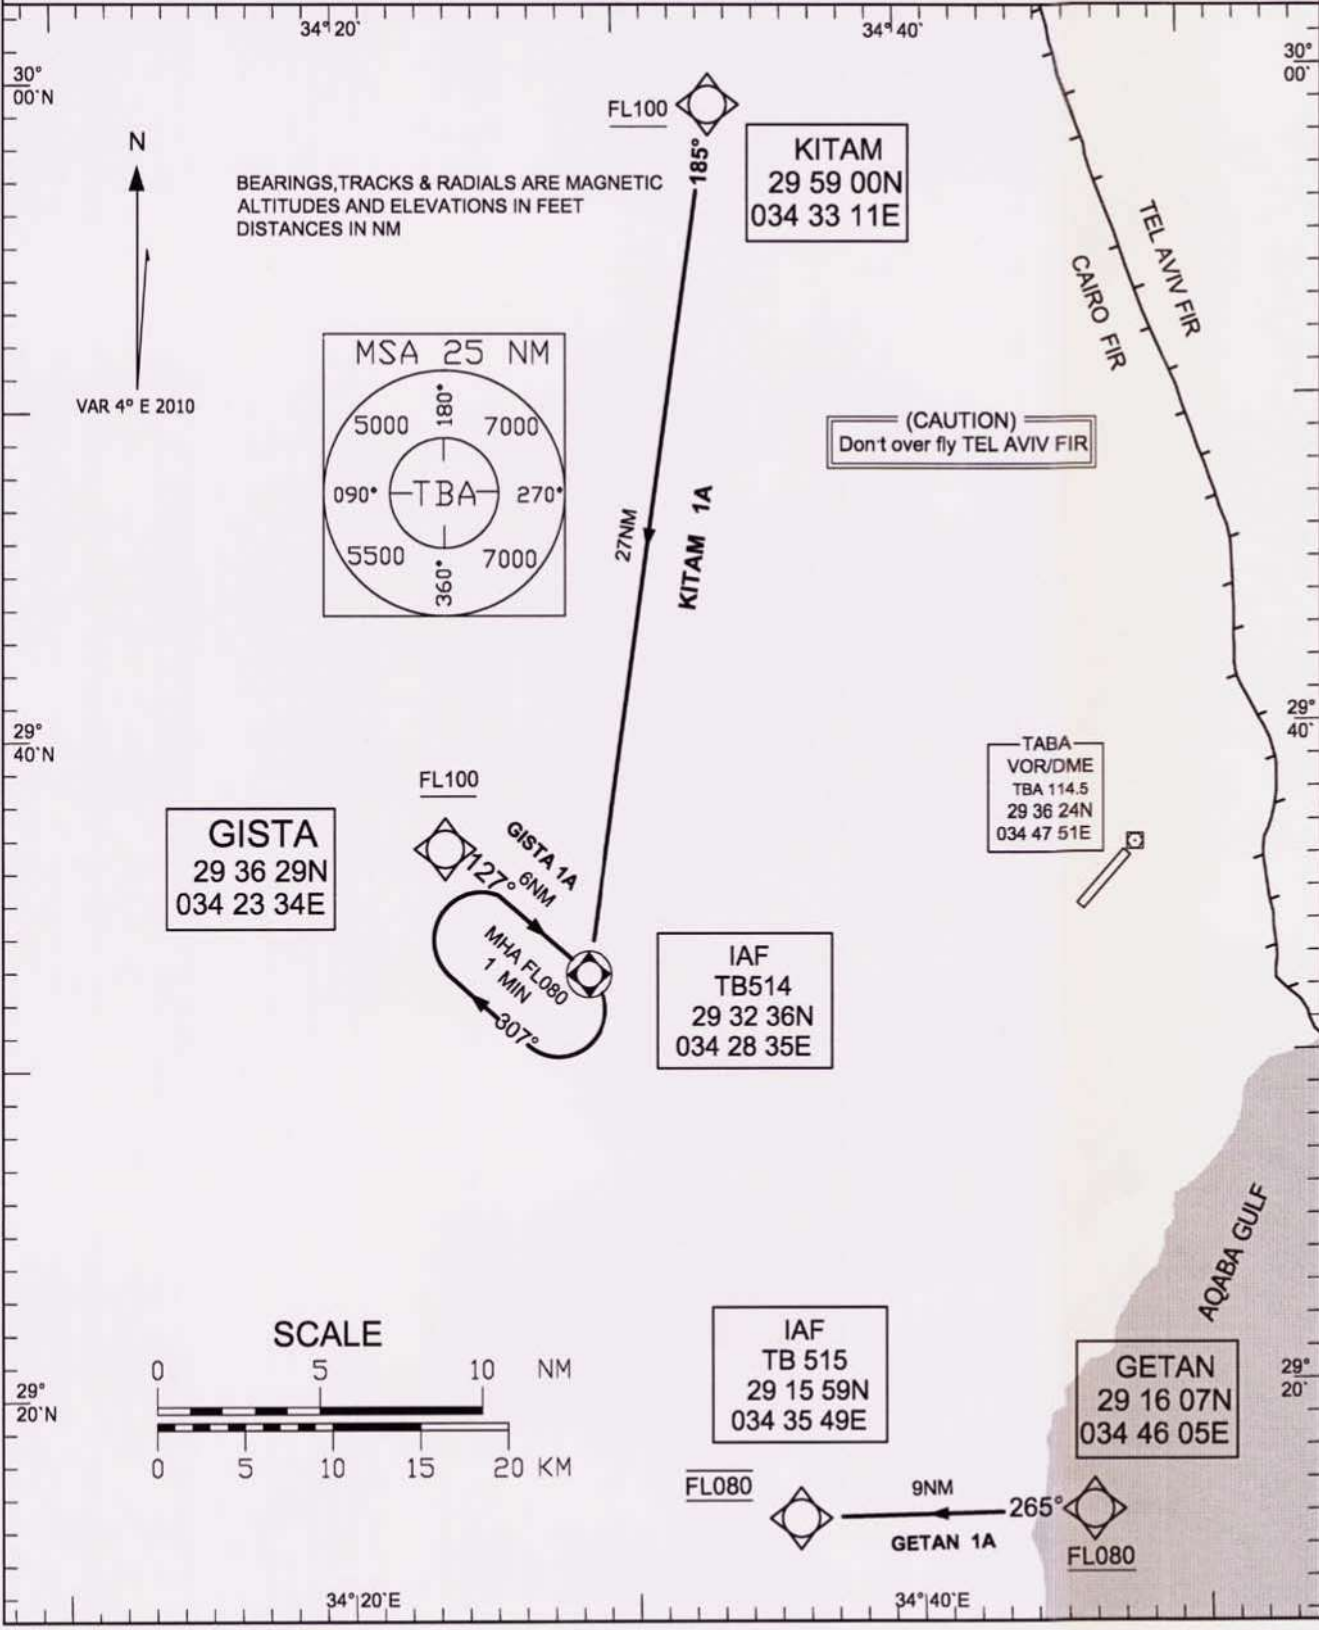 34°20'
34°40'
30°
00'N
30°
00'
FL100
KITAM
29 59 00N
034 33 11E
185°
N
VAR 4° E 2010
BEARINGS,TRACKS & RADIALS ARE MAGNETIC
ALTITUDES AND ELEVATIONS IN FEET
DISTANCES IN NM
TEL AVIV FIR
CAIRO FIR
MSA 25 NM
180°
5000
7000
090°
TBA
270°
5500
7000
360°
(CAUTION)
Don't over fly TEL AVIV FIR
27NM
KITAM 1A
29°
40'N
29°
40'
TABA
VOR/DME
TBA 114.5
29 36 24N
034 47 51E
FL100
GISTA
29 36 29N
034 23 34E
GISTA 1A
6NM
127°
MHA FL080
1 MIN
307°
IAF
TB514
29 32 36N
034 28 35E
AQABA GULF
SCALE
0 5 10 NM
0 5 10 15 20 KM
29°
20'N
29°
20'
IAF
TB 515
29 15 59N
034 35 49E
GETAN
29 16 07N
034 46 05E
FL080
9NM
265°
GETAN 1A
FL080
34°20'E
34°40'E